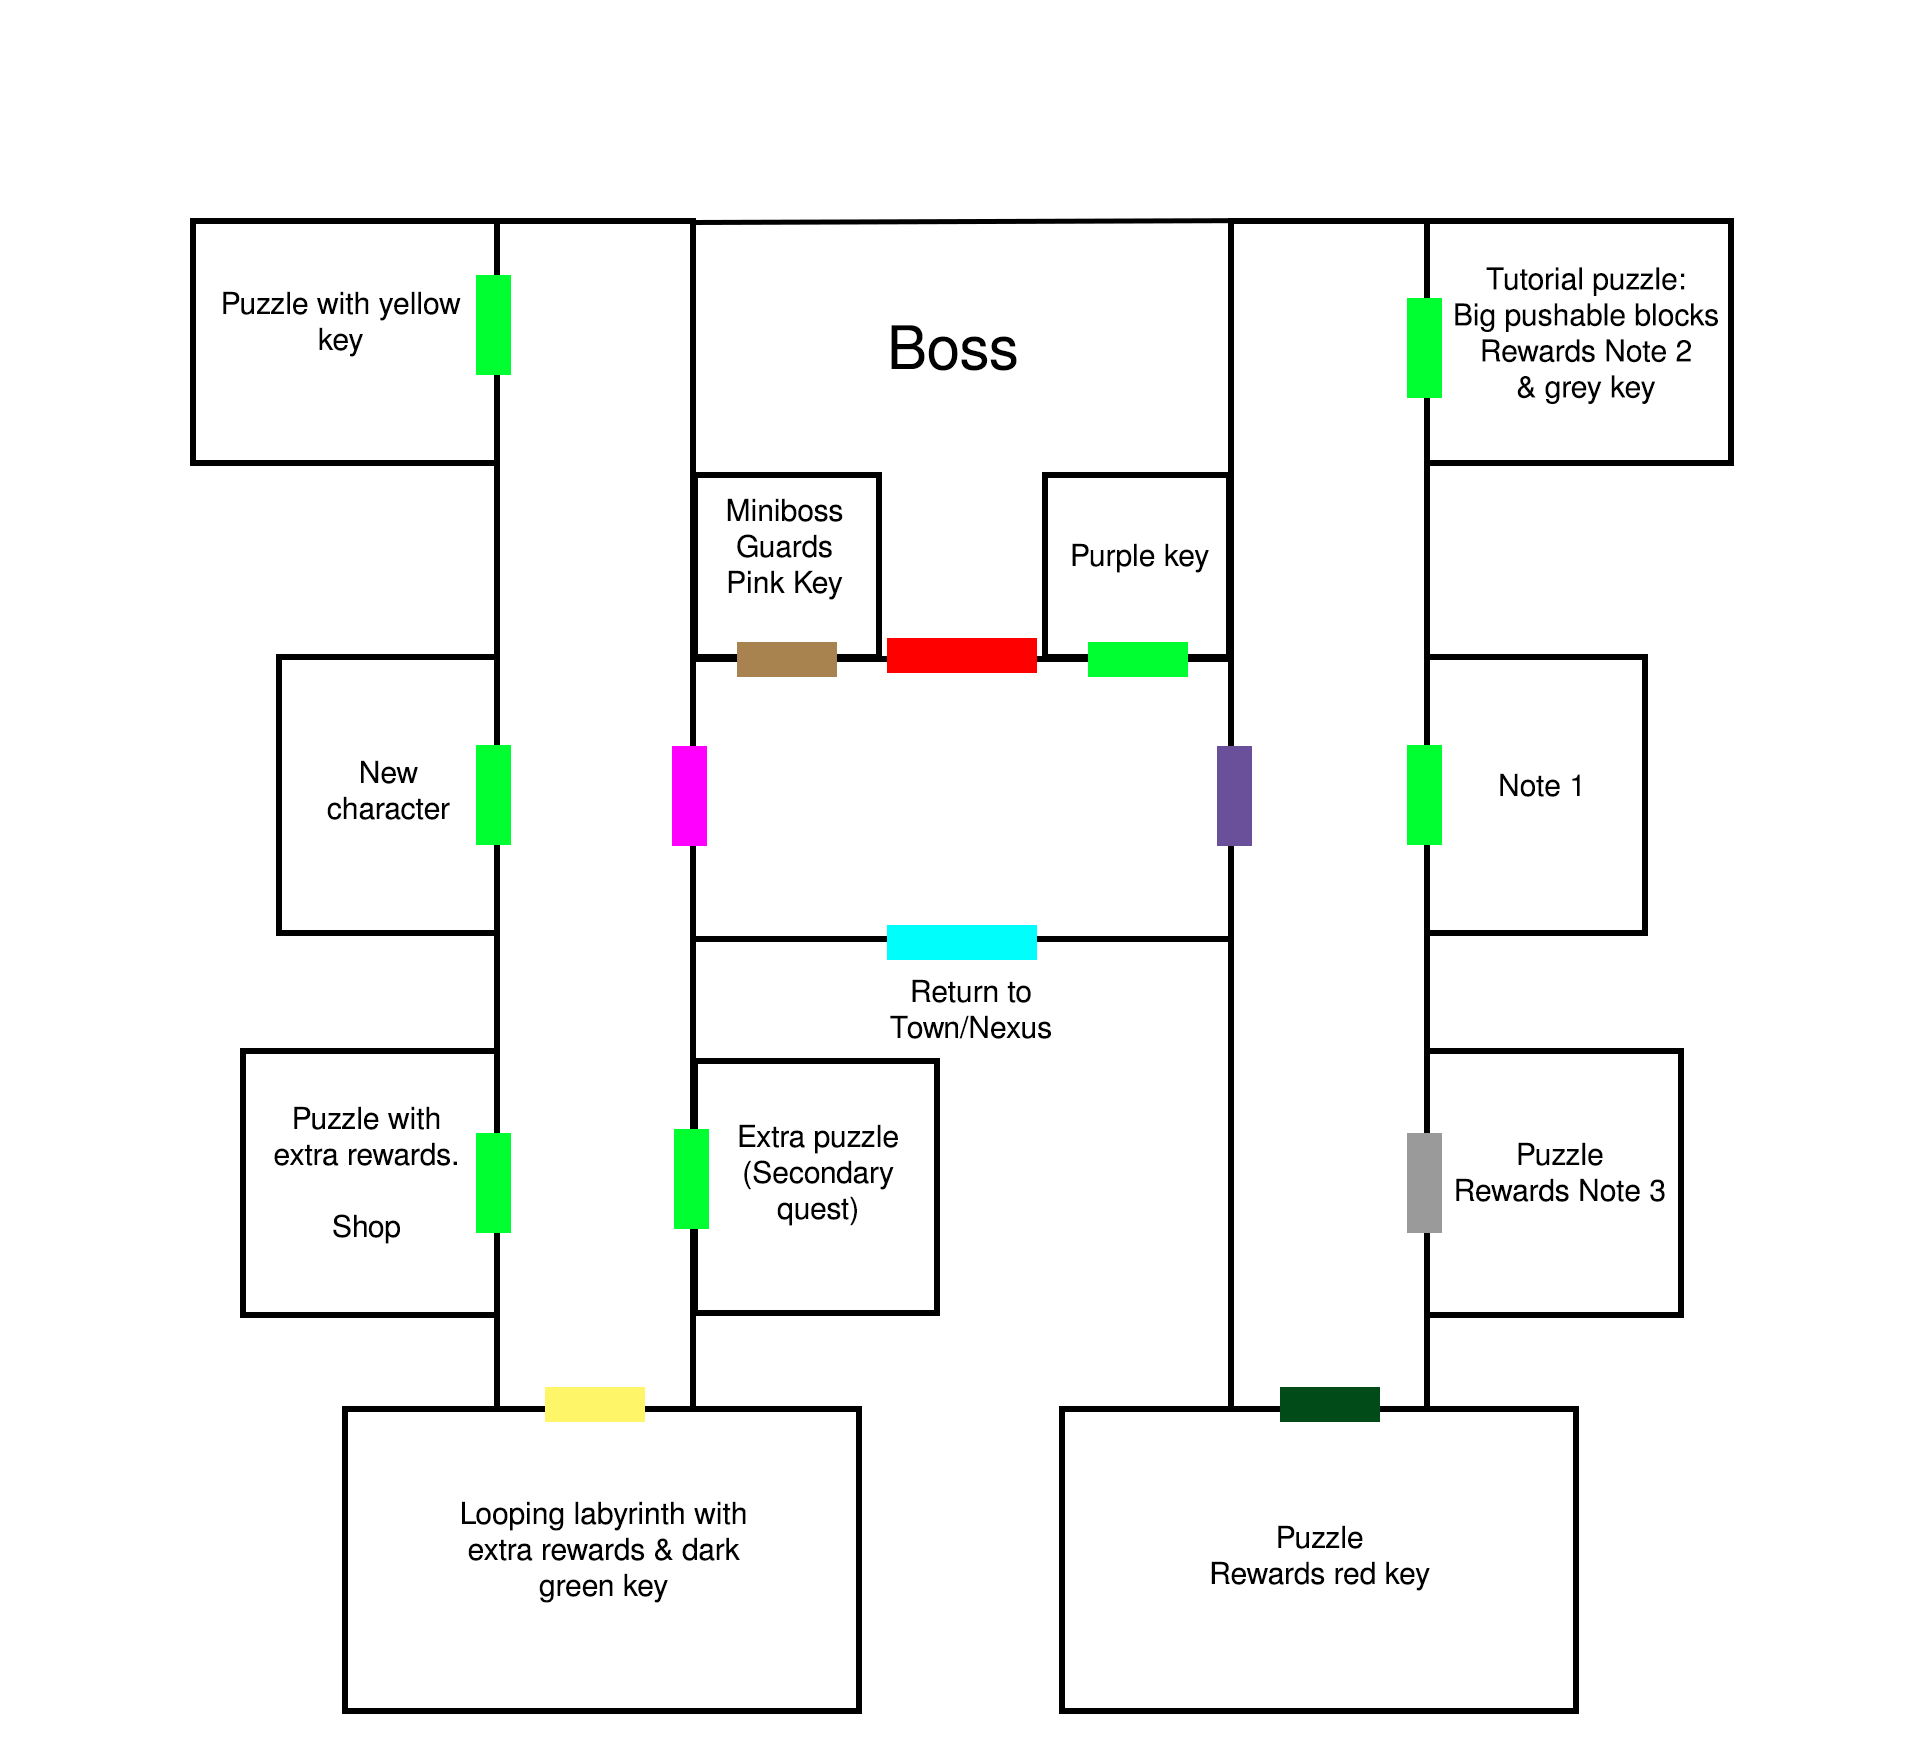 Puzzle with yellow
key
Boss
Tutorial puzzle:
Big pushable blocks
Rewards Note 2
& grey key
Miniboss
Guards
Pink Key
Purple key
New
character
Note 1
Return to
Town/Nexus
Puzzle with
extra rewards.
Shop
Extra puzzle
(Secondary
quest)
Puzzle
Rewards Note 3
Looping labyrinth with
extra rewards & dark
green key
Puzzle
Rewards red key